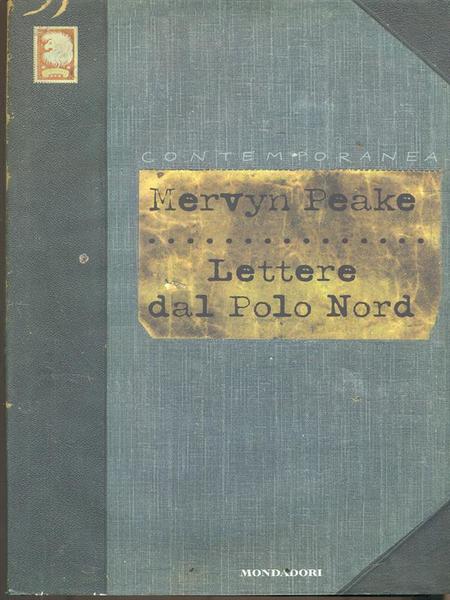 CONTEMPORANEA
Mervyn Peake
................
Lettere
dal Polo Nord
MONDADORI